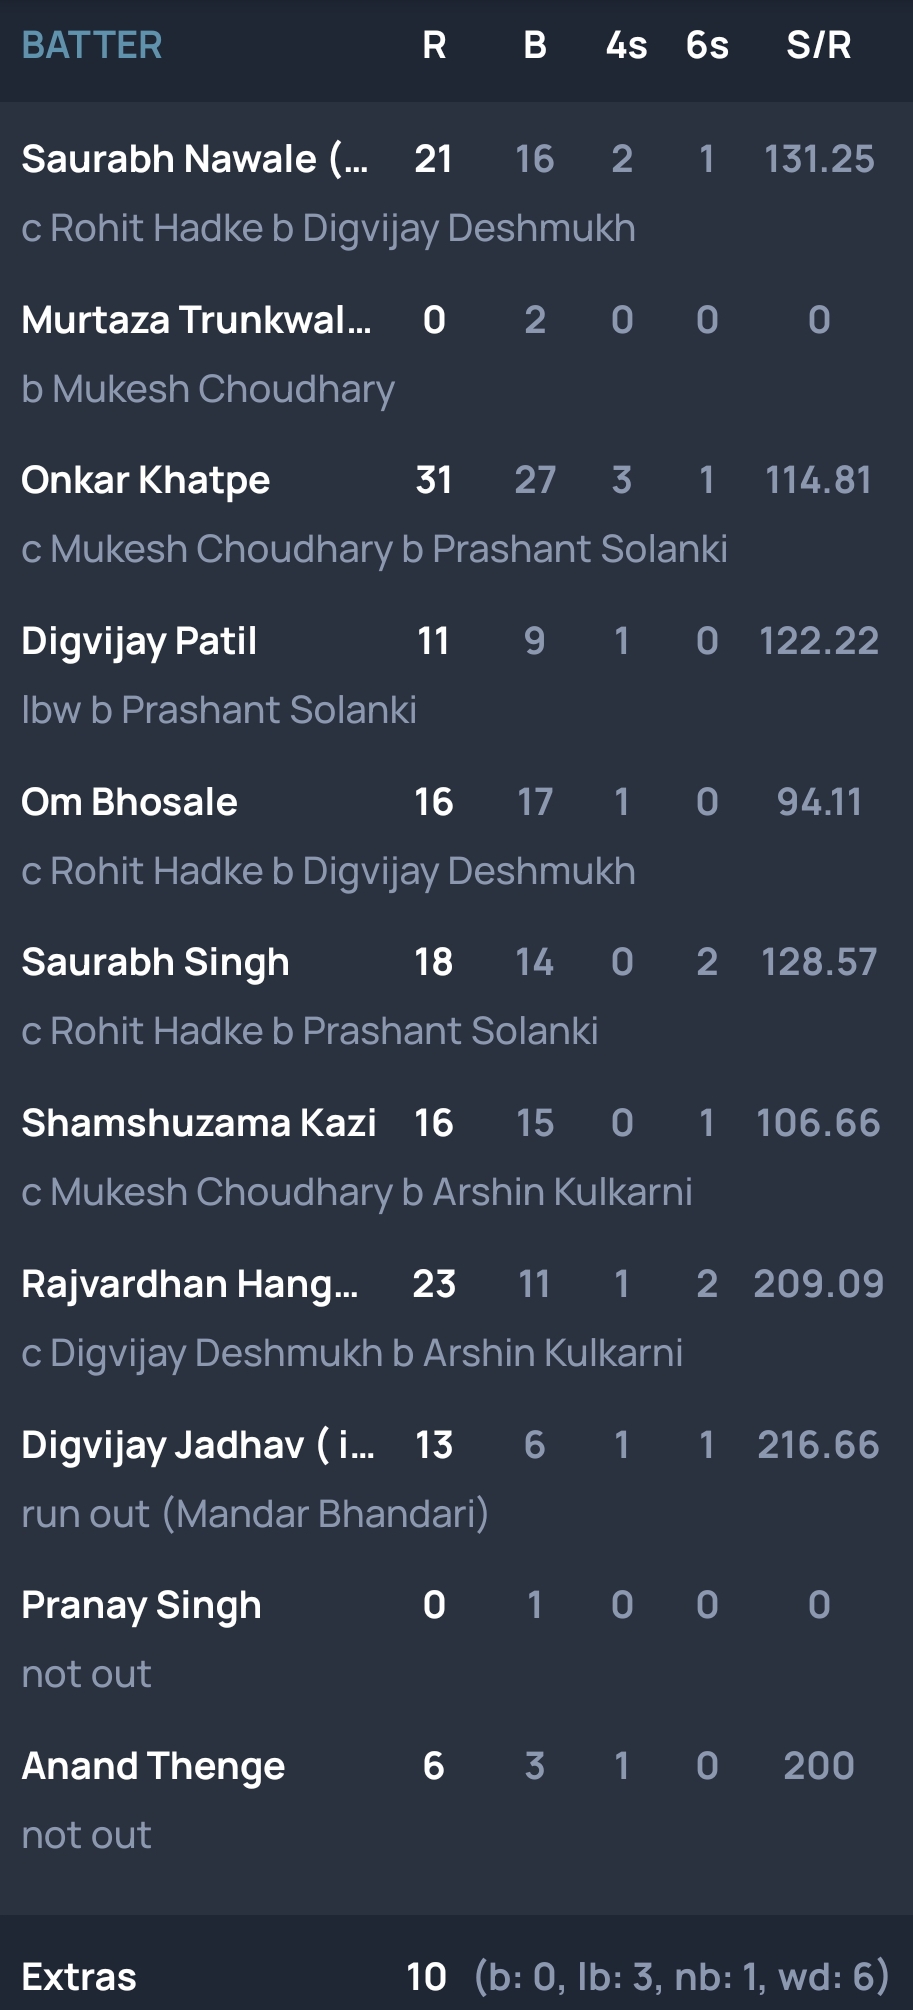 BATTER R B 4s 6s S/R
Saurabh Nawale (... 21 16 2 1 131.25
c Rohit Hadke b Digvijay Deshmukh
Murtaza Trunkwal... 0 2 0 0 0
b Mukesh Choudhary
Onkar Khatpe 31 27 3 1 114.81
c Mukesh Choudhary b Prashant Solanki
Digvijay Patil 11 9 1 0 122.22
lbw b Prashant Solanki
Om Bhosale 16 17 1 0 94.11
c Rohit Hadke b Digvijay Deshmukh
Saurabh Singh 18 14 0 2 128.57
c Rohit Hadke b Prashant Solanki
Shamshuzama Kazi 16 15 0 1 106.66
c Mukesh Choudhary b Arshin Kulkarni
Rajvardhan Hang... 23 11 1 2 209.09
c Digvijay Deshmukh b Arshin Kulkarni
Digvijay Jadhav ( i... 13 6 1 1 216.66
run out (Mandar Bhandari)
Pranay Singh 0 1 0 0 0
not out
Anand Thenge 6 3 1 0 200
not out
Extras 10 (b: 0, lb: 3, nb: 1, wd: 6)